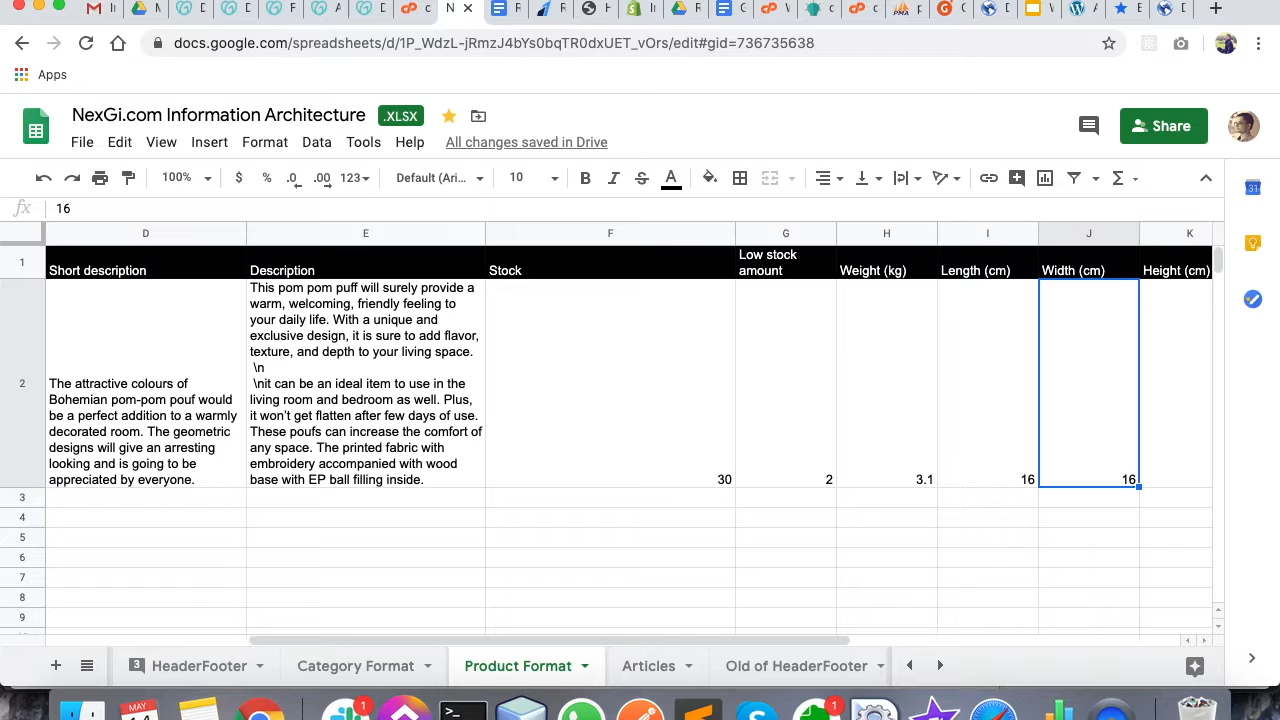 docs.google.com/spreadsheets/d/1P_WdzL-jRmzJ4bYs0bqTR0dxUET_vOrs/edit#gid=736735638
Apps
NexGi.com Information Architecture .XLSX
File Edit View Insert Format Data Tools Help All changes saved in Drive
Share
100% $ % .0 .00 123 Default (Ari... 10 B I S A
fx 16
D E F G H I J K
1 Short description Description Stock Low stock amount Weight (kg) Length (cm) Width (cm) Height (cm)
2
The attractive colours of
Bohemian pom-pom pouf would
be a perfect addition to a warmly
decorated room. The geometric
designs will give an arresting
looking and is going to be
appreciated by everyone.
This pom pom puff will surely provide a
warm, welcoming, friendly feeling to
your daily life. With a unique and
exclusive design, it is sure to add flavor,
texture, and depth to your living space.
\n
\nit can be an ideal item to use in the
living room and bedroom as well. Plus,
it won't get flatten after few days of use.
These poufs can increase the comfort of
any space. The printed fabric with
embroidery accompanied with wood
base with EP ball filling inside.
30 2 3.1 16 16
3
4
5
6
7
8
9
3 HeaderFooter Category Format Product Format Articles Old of HeaderFooter
31
MAY
1
1